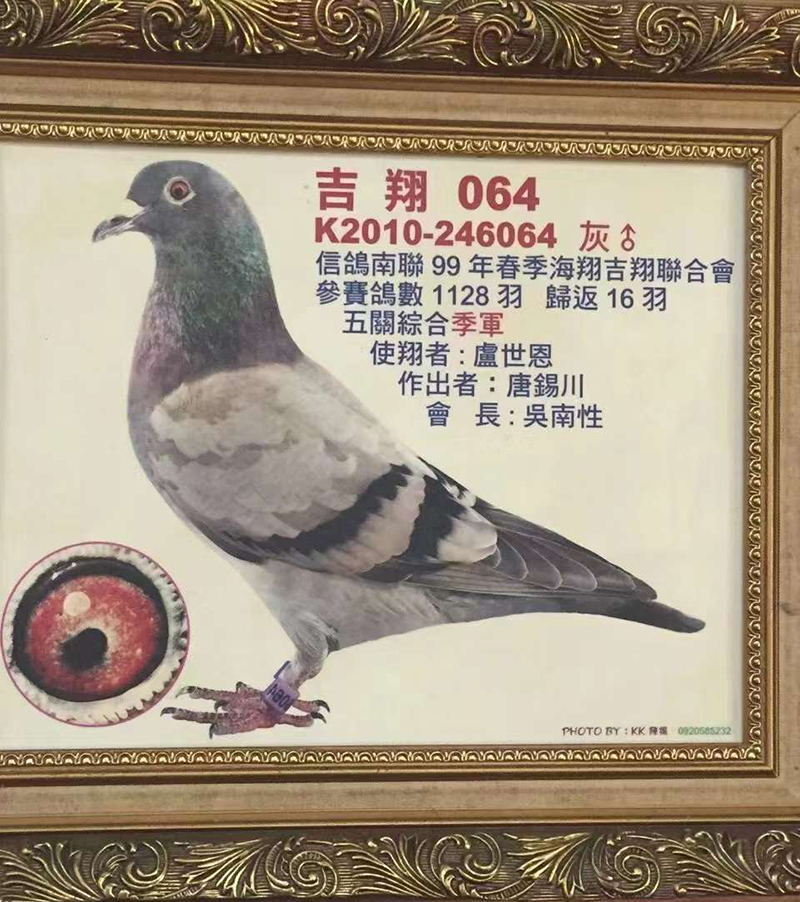 吉翔 064
K2010-246064 灰♂
信鴿南聯 99 年春季海翔吉翔聯合會
參賽鴿數 1128 羽 歸返 16 羽
五關綜合季軍
使翔者：盧世恩
作出者：唐錫川
會 長：吳南性
PHOTO BY：KK 陳 0920585232